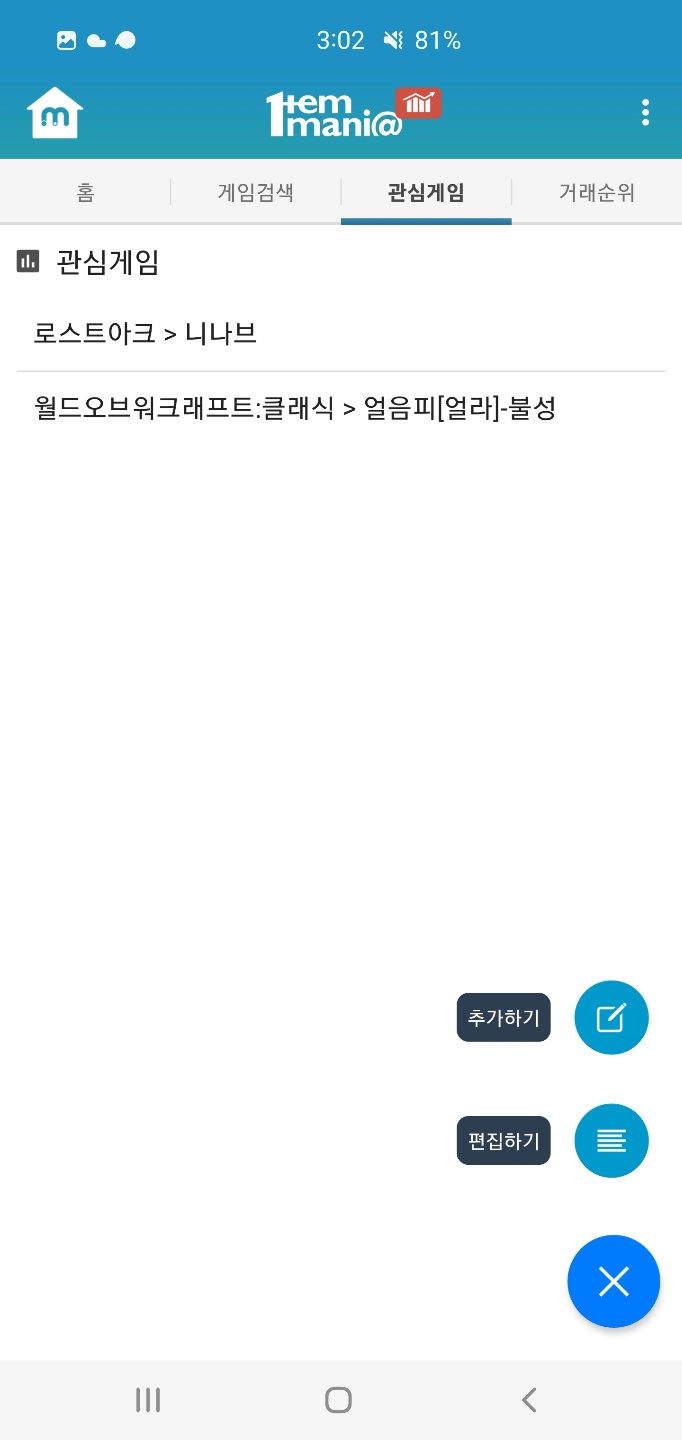 3:02 81%
Item
mani@
홈 게임검색 관심게임 거래순위
관심게임
로스트아크 > 니나브
월드오브워크래프트:클래식 > 얼음피[얼라]-불성
추가하기
편집하기